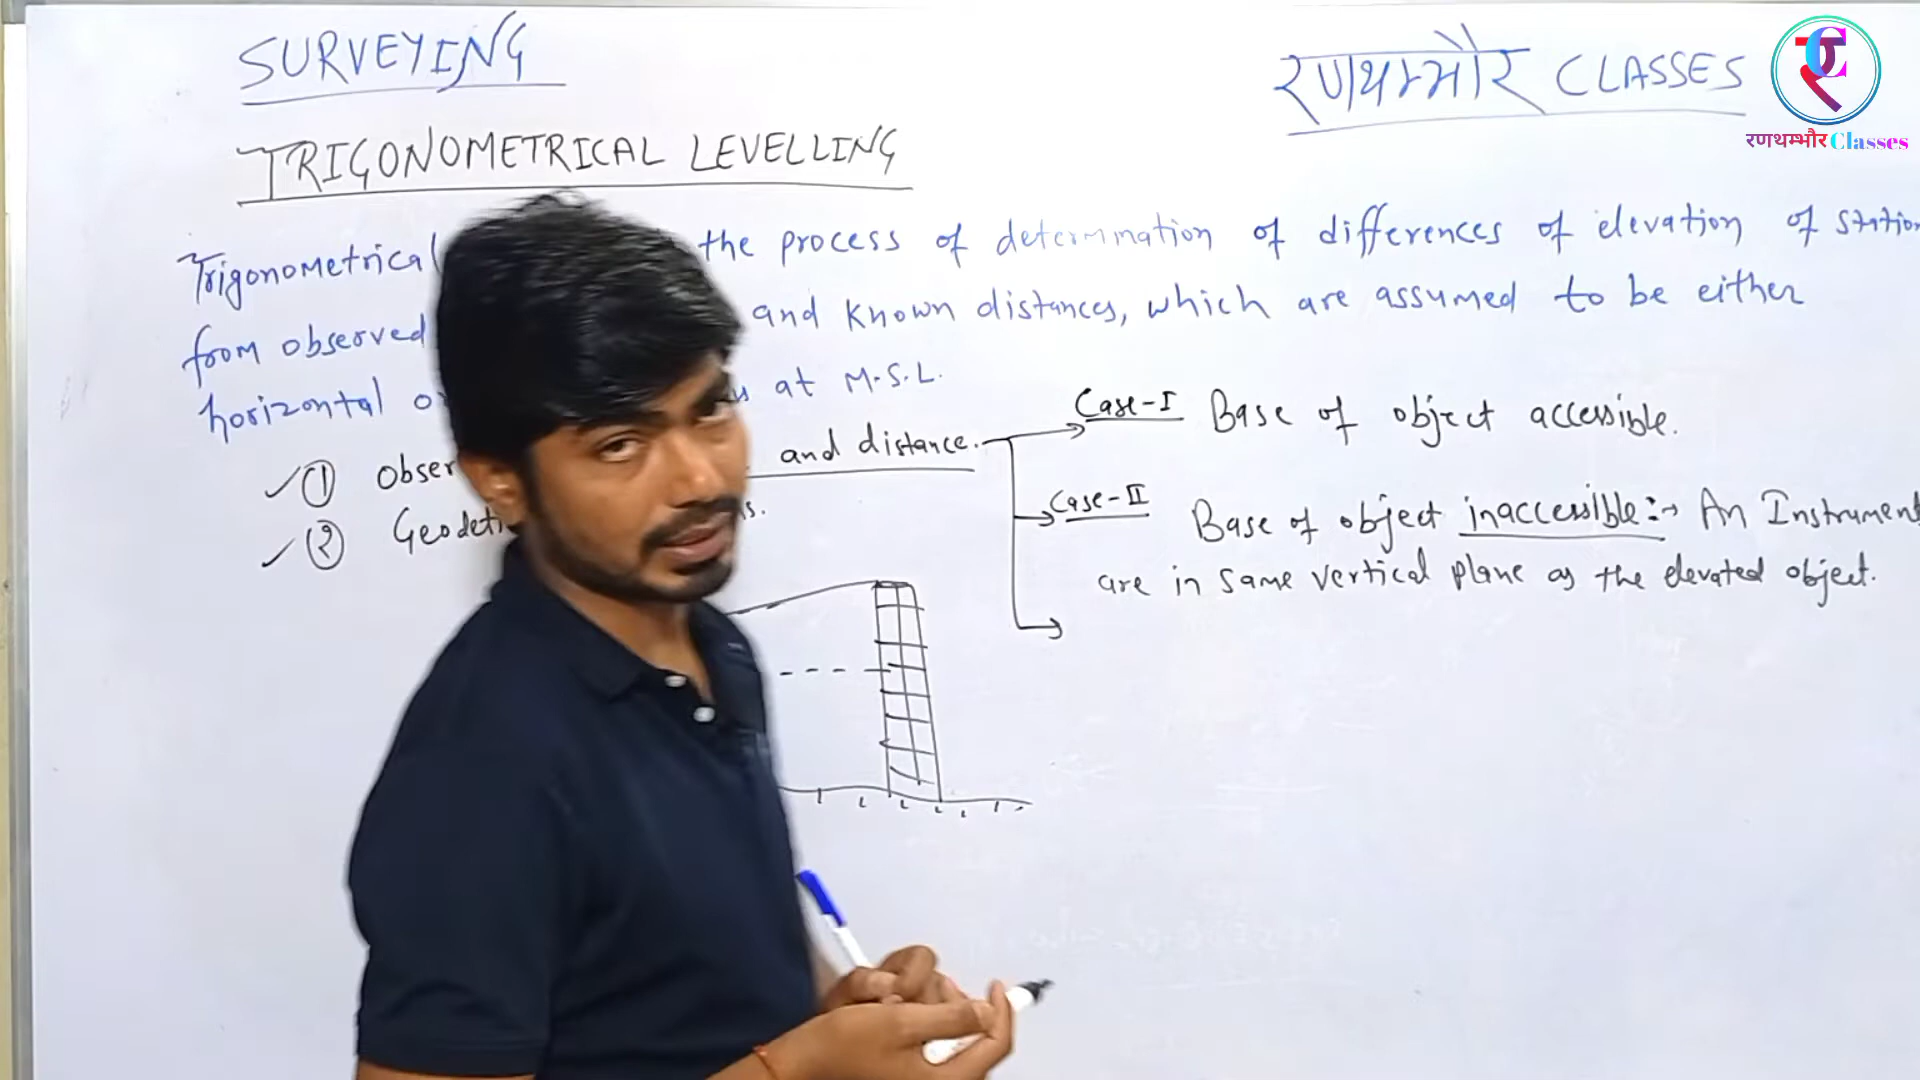 SURVEYING
रणथम्भौर CLASSES
रणथम्भौर Classes
TRIGONOMETRICAL LEVELLING
Trigonometrical the process of determination of differences of elevation of station
from observed and known distances, which are assumed to be either
horizontal or at M.S.L.
① Obser and distance.
② Geodeti s.
Case-I Base of object accessible.
Case-II Base of object inaccessible:→ An Instrument
are in same vertical plane as the elevated object.